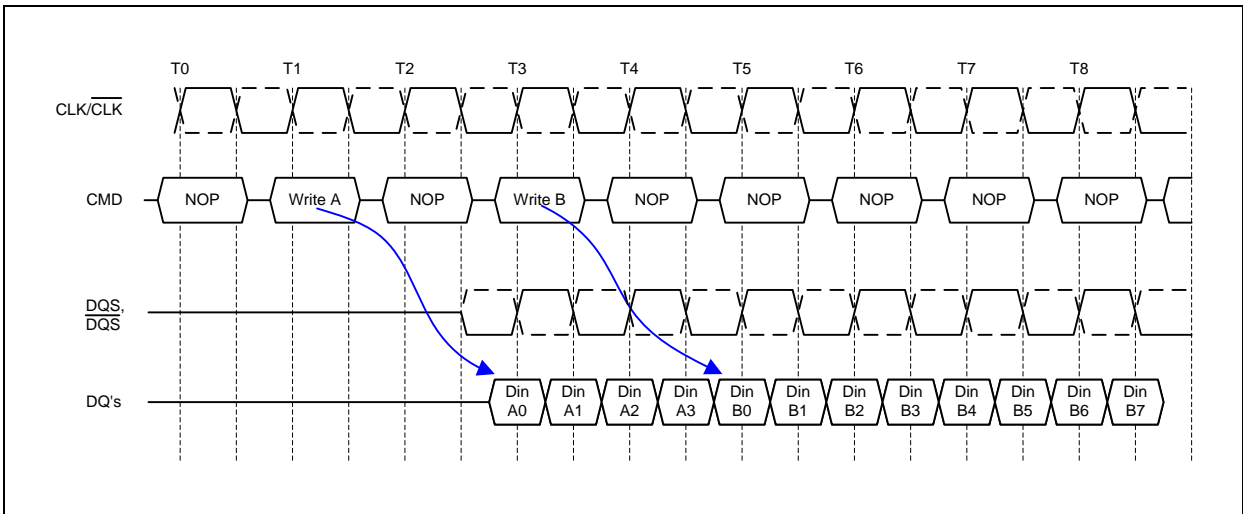 T0 T1 T2 T3 T4 T5 T6 T7 T8
CLK/CLK
CMD NOP Write A NOP Write B NOP NOP NOP NOP NOP
DQS,
DQS
DQ's Din A0 Din A1 Din A2 Din A3 Din B0 Din B1 Din B2 Din B3 Din B4 Din B5 Din B6 Din B7